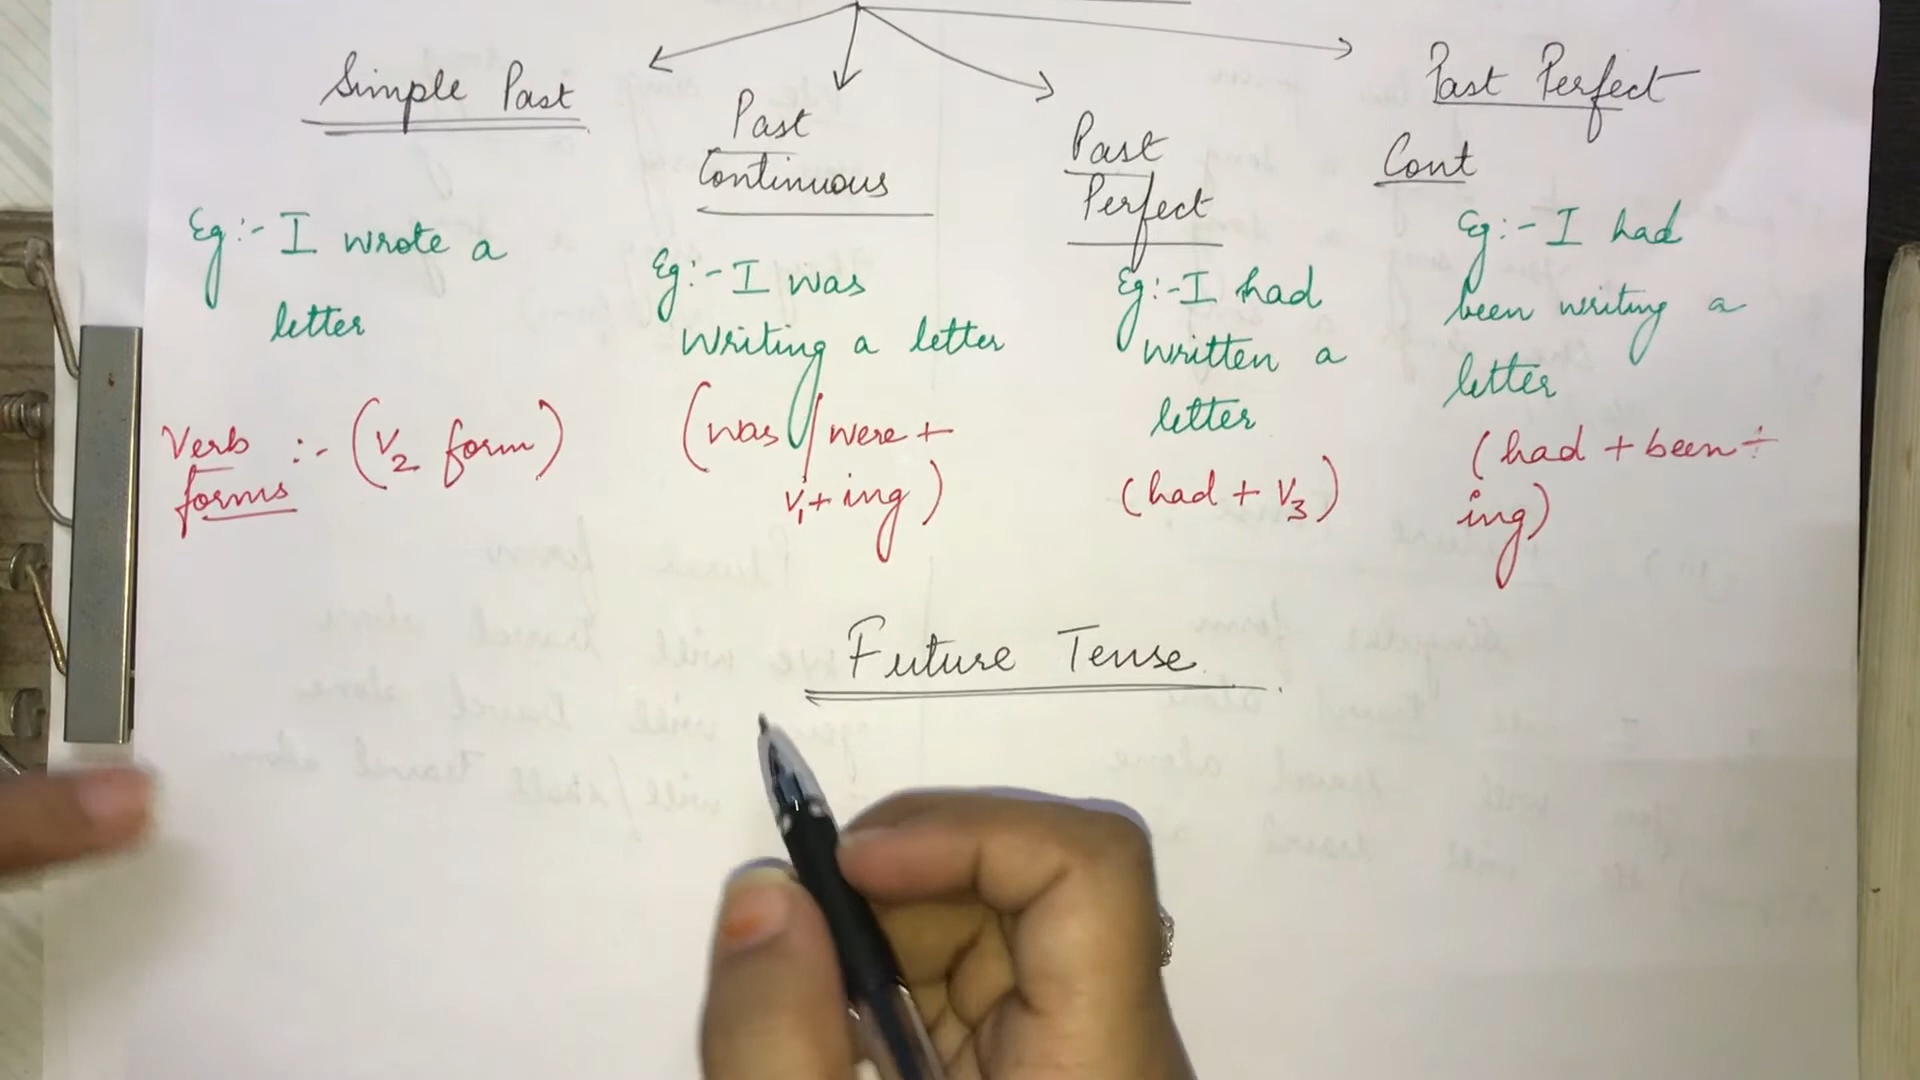 Simple Past
Past
Continuous
Past
Perfect
Past Perfect
Cont
Eg:- I wrote a
letter
Eg:- I was
writing a letter
Eg:- I had
written a
letter
Eg:- I had
been writing a
letter
Verb
forms :- (V2 form)
(was/were +
V1+ ing)
(had + V3)
(had + been +
ing)
Future Tense